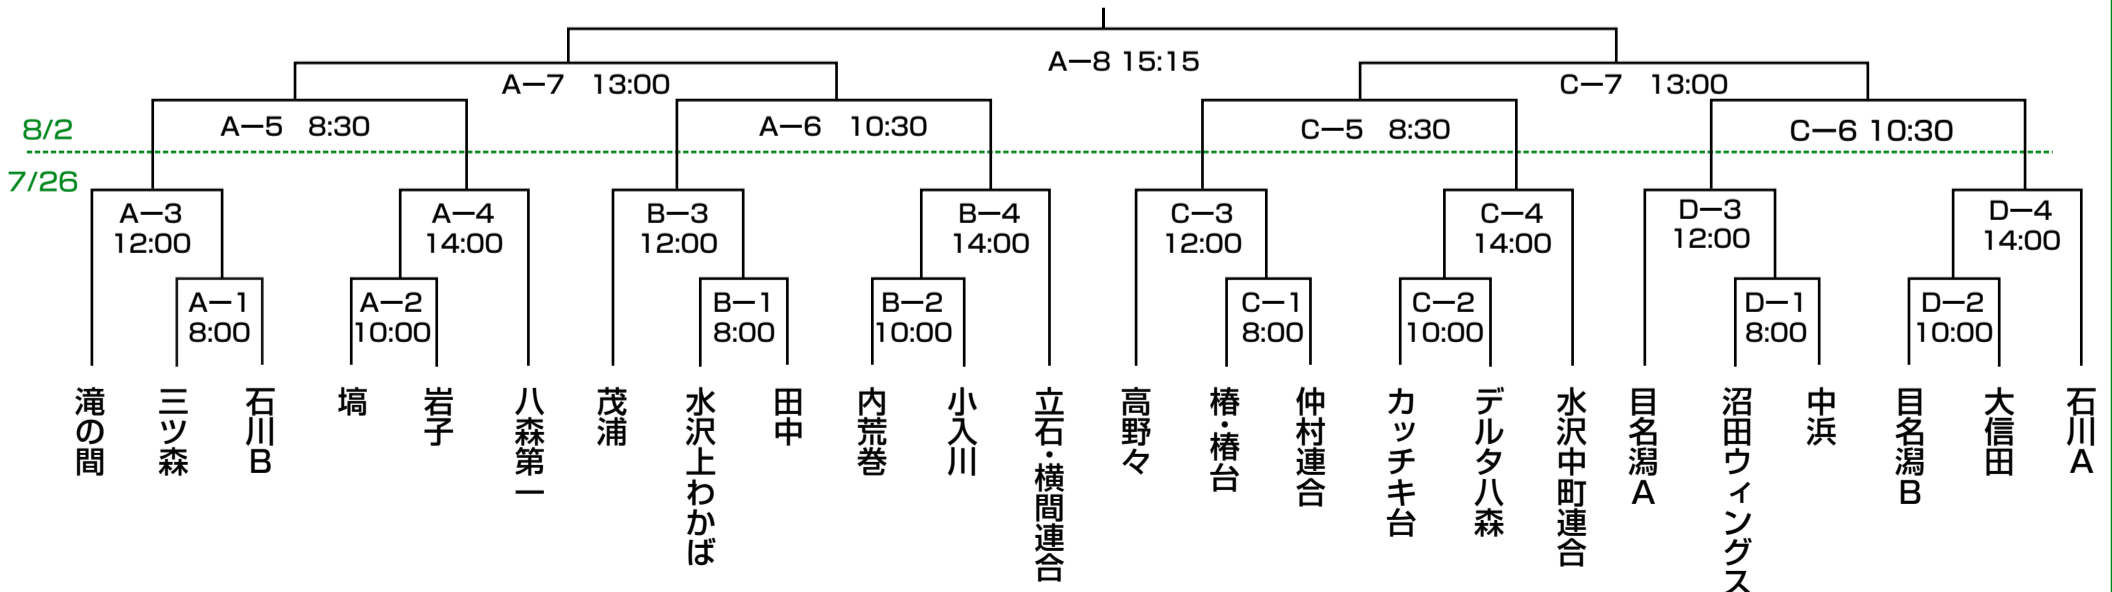 A－8 15:15
A－7 13:00
C－7 13:00
8/2
A－5 8:30
A－6 10:30
C－5 8:30
C－6 10:30
7/26
A－3
12:00
A－4
14:00
B－3
12:00
B－4
14:00
C－3
12:00
C－4
14:00
D－3
12:00
D－4
14:00
A－1
8:00
A－2
10:00
B－1
8:00
B－2
10:00
C－1
8:00
C－2
10:00
D－1
8:00
D－2
10:00
滝の間
三ツ森
石川B
塙
岩子
八森第一
茂浦
水沢上わかば
田中
内荒巻
小入川
立石・横間連合
高野々
椿・椿台
仲村連合
カッチキ台
デルタ八森
水沢中町連合
目名潟A
沼田ウィングス
中浜
目名潟B
大信田
石川A